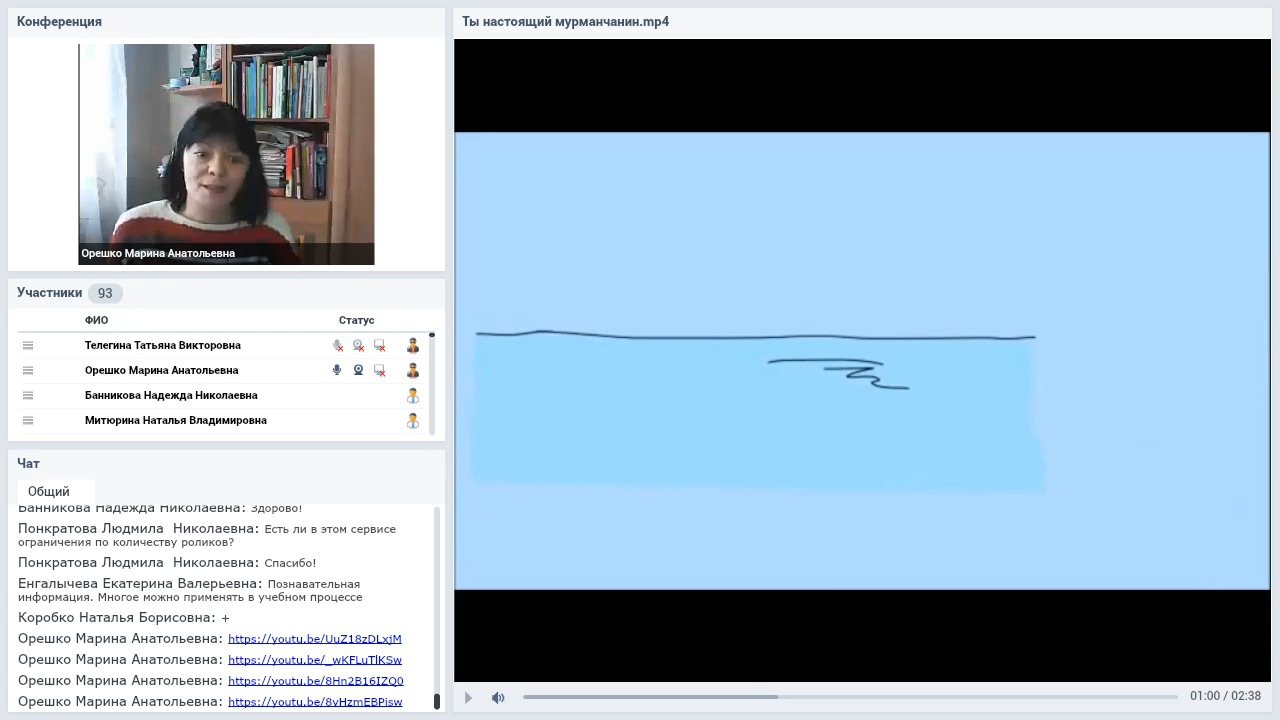 Конференция
Орешко Марина Анатольевна
Участники 93
ФИО Статус
Телегина Татьяна Викторовна
Орешко Марина Анатольевна
Банникова Надежда Николаевна
Митюрина Наталья Владимировна
Чат
Общий
Банникова Надежда Николаевна: Здорово!
Понкратова Людмила Николаевна: Есть ли в этом сервисе
ограничения по количеству роликов?
Понкратова Людмила Николаевна: Спасибо!
Енгалычева Екатерина Валерьевна: Познавательная
информация. Многое можно применять в учебном процессе
Коробко Наталья Борисовна: +
Орешко Марина Анатольевна: https://youtu.be/UuZ18zDLxjM
Орешко Марина Анатольевна: https://youtu.be/_wKFLuTlKSw
Орешко Марина Анатольевна: https://youtu.be/8Hn2B16IZQ0
Орешко Марина Анатольевна: https://youtu.be/8vHzmEBPisw
Ты настоящий мурманчанин.mp4
01:00 / 02:38